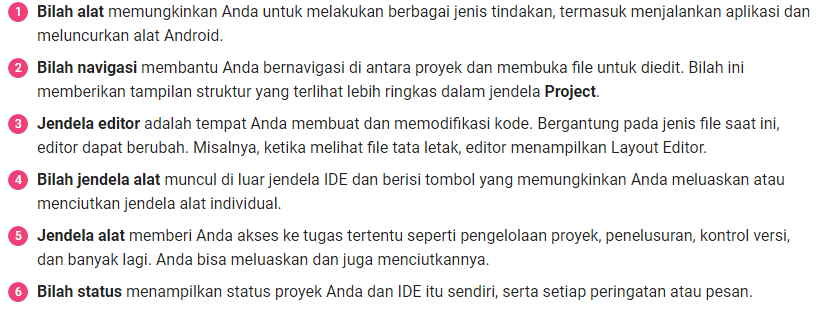 1 Bilah alat memungkinkan Anda untuk melakukan berbagai jenis tindakan, termasuk menjalankan aplikasi dan
meluncurkan alat Android.
2 Bilah navigasi membantu Anda bernavigasi di antara proyek dan membuka file untuk diedit. Bilah ini
memberikan tampilan struktur yang terlihat lebih ringkas dalam jendela Project.
3 Jendela editor adalah tempat Anda membuat dan memodifikasi kode. Bergantung pada jenis file saat ini,
editor dapat berubah. Misalnya, ketika melihat file tata letak, editor menampilkan Layout Editor.
4 Bilah jendela alat muncul di luar jendela IDE dan berisi tombol yang memungkinkan Anda meluaskan atau
menciutkan jendela alat individual.
5 Jendela alat memberi Anda akses ke tugas tertentu seperti pengelolaan proyek, penelusuran, kontrol versi,
dan banyak lagi. Anda bisa meluaskan dan juga menciutkannya.
6 Bilah status menampilkan status proyek Anda dan IDE itu sendiri, serta setiap peringatan atau pesan.